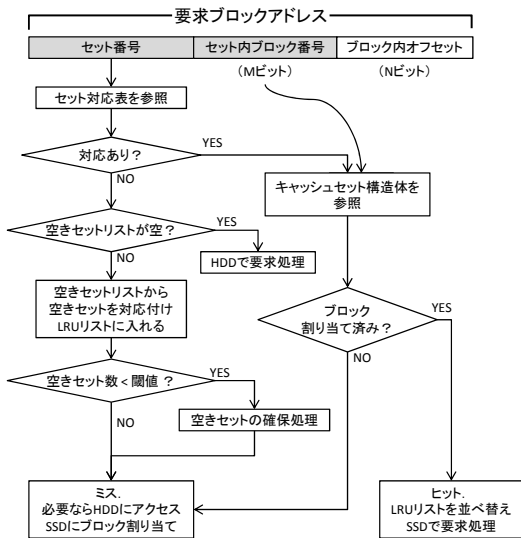 要求ブロックアドレス
セット番号
セット内ブロック番号
ブロック内オフセット
(Mビット)
(Nビット)
セット対応表を参照
対応あり?
YES
NO
キャッシュセット構造体を
参照
空きセットリストが空?
YES
NO
HDDで要求処理
空きセットリストから
空きセットを対応付け
LRUリストに入れる
ブロック
割り当て済み?
YES
NO
空きセット数<閾値 ?
YES
NO
空きセットの確保処理
ミス.
必要ならHDDにアクセス
SSDにブロック割り当て
ヒット.
LRUリストを並べ替え
SSDで要求処理